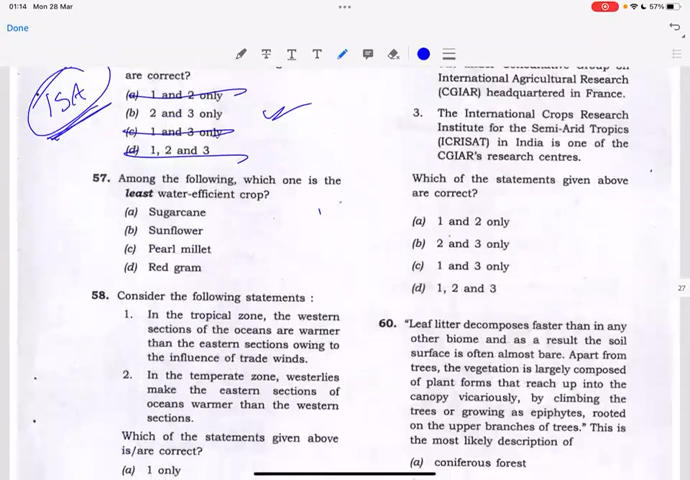 01:14 Mon 28 Mar
57%
Done
T T T
TSA
are correct?
(a) 1 and 2 only
(b) 2 and 3 only
(c) 1 and 3 only
(d) 1, 2 and 3
57. Among the following, which one is the
least water-efficient crop?
(a) Sugarcane
(b) Sunflower
(c) Pearl millet
(d) Red gram
58. Consider the following statements :
1. In the tropical zone, the western
sections of the oceans are warmer
than the eastern sections owing to
the influence of trade winds.
2. In the temperate zone, westerlies
make the eastern sections of
oceans warmer than the western
sections.
Which of the statements given above
is/are correct?
(a) 1 only
International Agricultural Research
(CGIAR) headquartered in France.
3. The International Crops Research
Institute for the Semi-Arid Tropics
(ICRISAT) in India is one of the
CGIAR's research centres.
Which of the statements given above
are correct?
(a) 1 and 2 only
(b) 2 and 3 only
(c) 1 and 3 only
(d) 1, 2 and 3
60. "Leaf litter decomposes faster than in any
other biome and as a result the soil
surface is often almost bare. Apart from
trees, the vegetation is largely composed
of plant forms that reach up into the
canopy vicariously, by climbing the
trees or growing as epiphytes, rooted
on the upper branches of trees." This is
the most likely description of
(a) coniferous forest
27